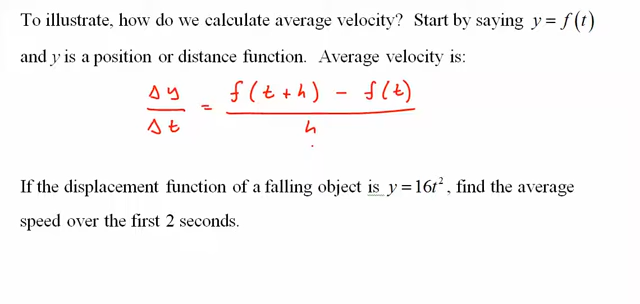 To illustrate, how do we calculate average velocity?  Start by saying y = f(t)
and y is a position or distance function.  Average velocity is:
Δy/Δt = (f(t+h) - f(t))/h
If the displacement function of a falling object is y = 16t², find the average
speed over the first 2 seconds.